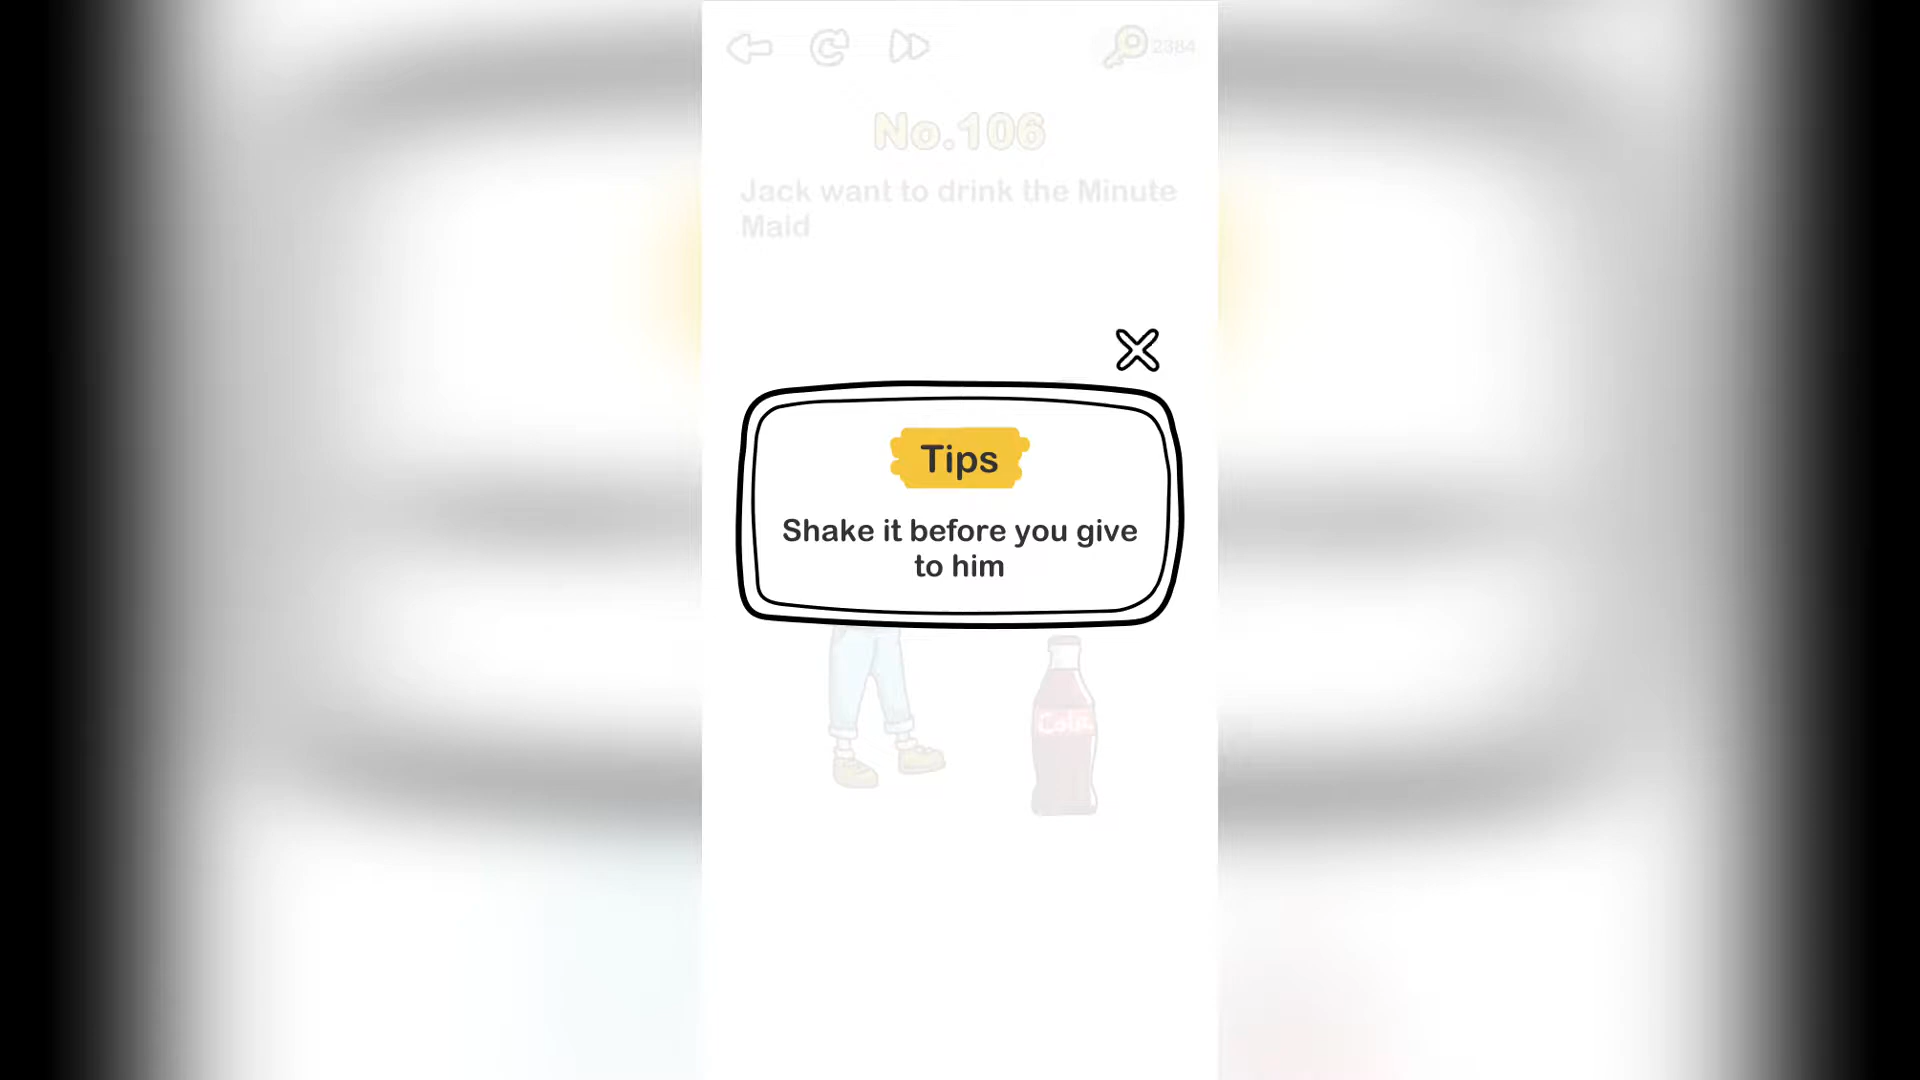 2384
No.106
Jack want to drink the Minute
Maid
Tips
Shake it before you give
to him
Cola